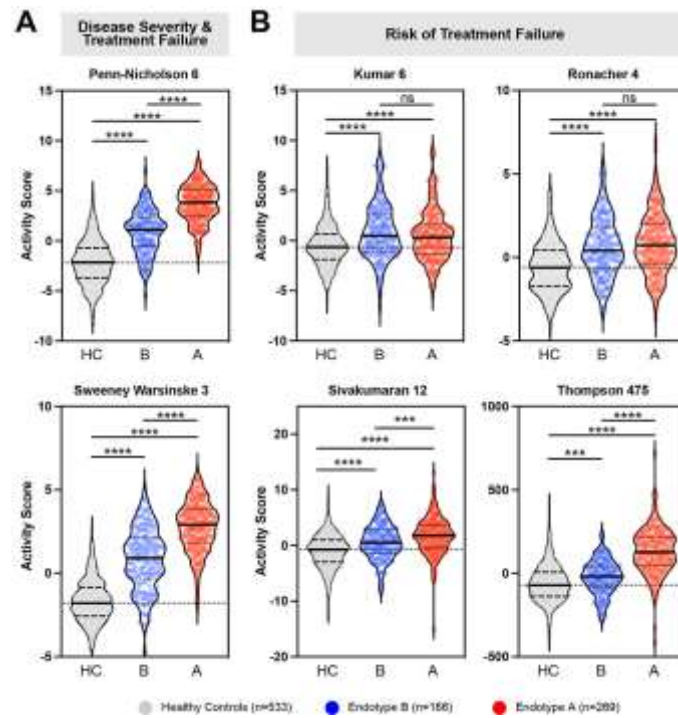 A
Disease Severity &
Treatment Failure
B
Risk of Treatment Failure
Penn-Nicholson 6
Activity Score
15
10
5
0
-5
-10
****
****
****
HC
B
A
Kumar 6
Activity Score
15
10
5
0
-5
-10
ns
****
****
HC
B
A
Ronacher 4
10
5
0
-5
ns
****
****
HC
B
A
Sweeney Warsinske 3
Activity Score
10
5
0
-5
****
****
****
HC
B
A
Sivakumaran 12
Activity Score
20
10
0
-10
-20
***
****
****
HC
B
A
Thompson 475
1000
500
0
-500
****
****
***
HC
B
A
Healthy Controls (n=533)
Endotype B (n=156)
Endotype A (n=269)